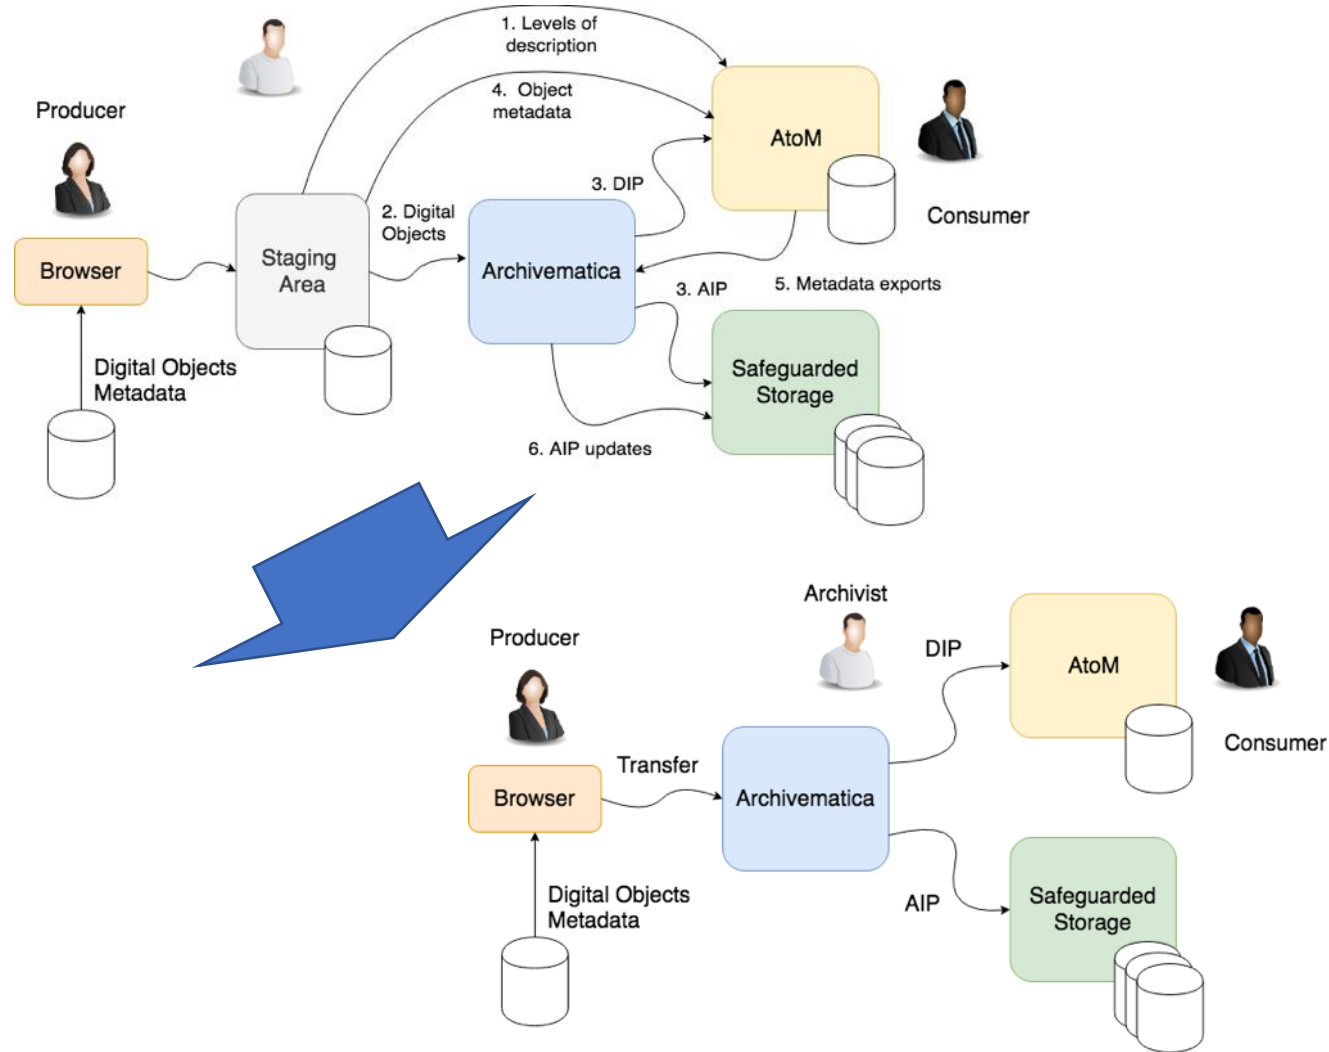 1. Levels of
description
4. Object
metadata
Producer
AtoM
3. DIP
Consumer
2. Digital
Objects
Staging
Area
Browser
Archivematica
3. AIP
5. Metadata exports
Digital Objects
Metadata
Safeguarded
Storage
6. AIP updates
Archivist
Producer
DIP
AtoM
Consumer
Transfer
Browser
Archivematica
Digital Objects
Metadata
AIP
Safeguarded
Storage